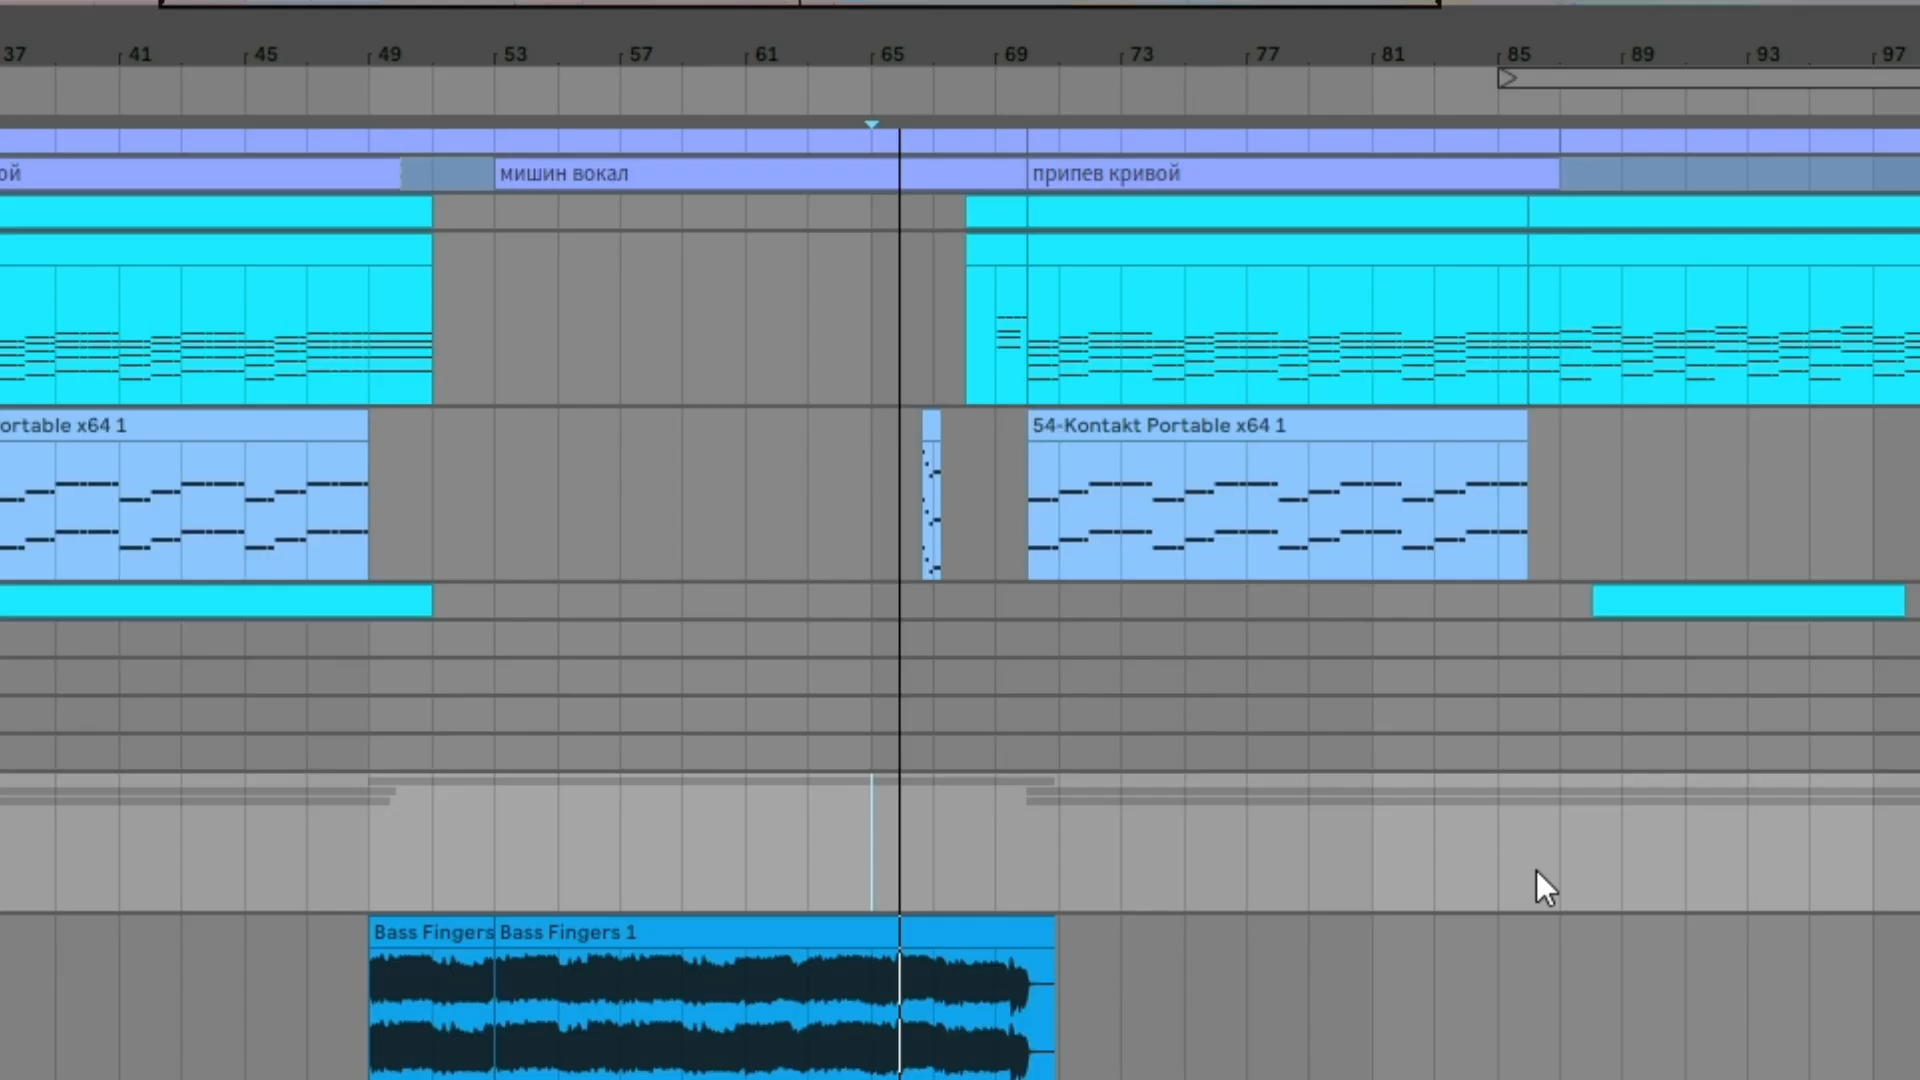 37 41 45 49 53 57 61 65 69 73 77 81 85 89 93 97
ой мишин вокал припев кривой
ortable x64 1 54-Kontakt Portable x64 1
Bass Fingers Bass Fingers 1